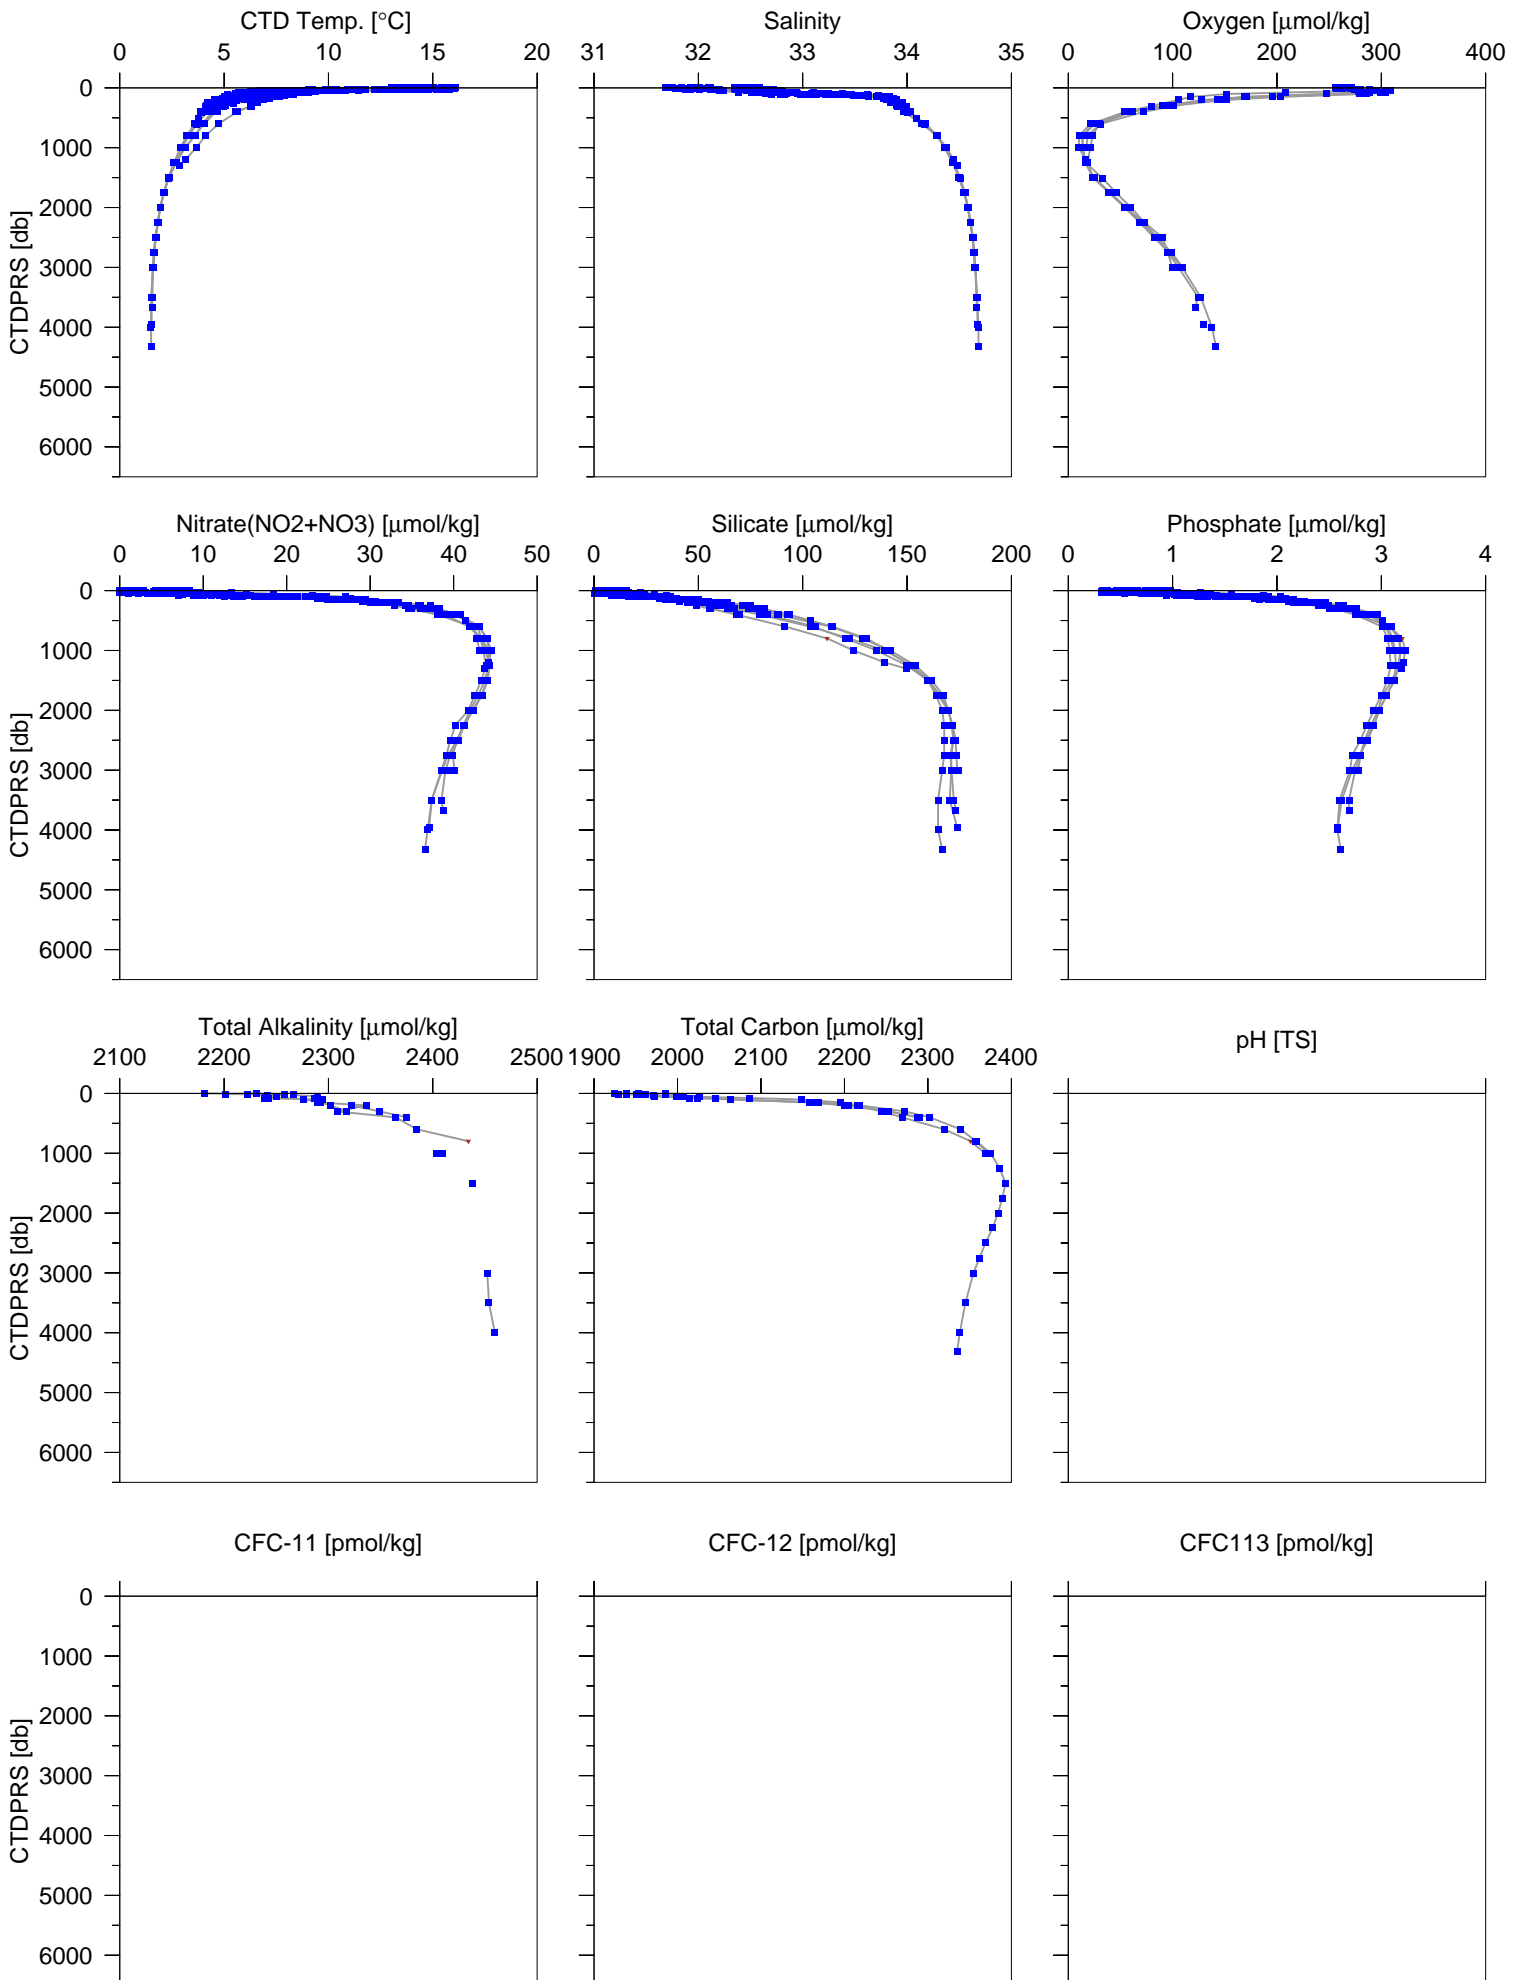 CTD Temp. [°C] Salinity Oxygen [μmol/kg]
0 5 10 15 20 31 32 33 34 35 0 100 200 300 400
0
1000
2000
3000
4000
5000
6000
CTDPRS [db]
Nitrate(NO2+NO3) [μmol/kg] Silicate [μmol/kg] Phosphate [μmol/kg]
0 10 20 30 40 50 0 50 100 150 200 0 1 2 3 4
0
1000
2000
3000
4000
5000
6000
CTDPRS [db]
Total Alkalinity [μmol/kg] Total Carbon [μmol/kg] pH [TS]
2100 2200 2300 2400 2500 1900 2000 2100 2200 2300 2400
0
1000
2000
3000
4000
5000
6000
CTDPRS [db]
CFC-11 [pmol/kg] CFC-12 [pmol/kg] CFC113 [pmol/kg]
0
1000
2000
3000
4000
5000
6000
CTDPRS [db]